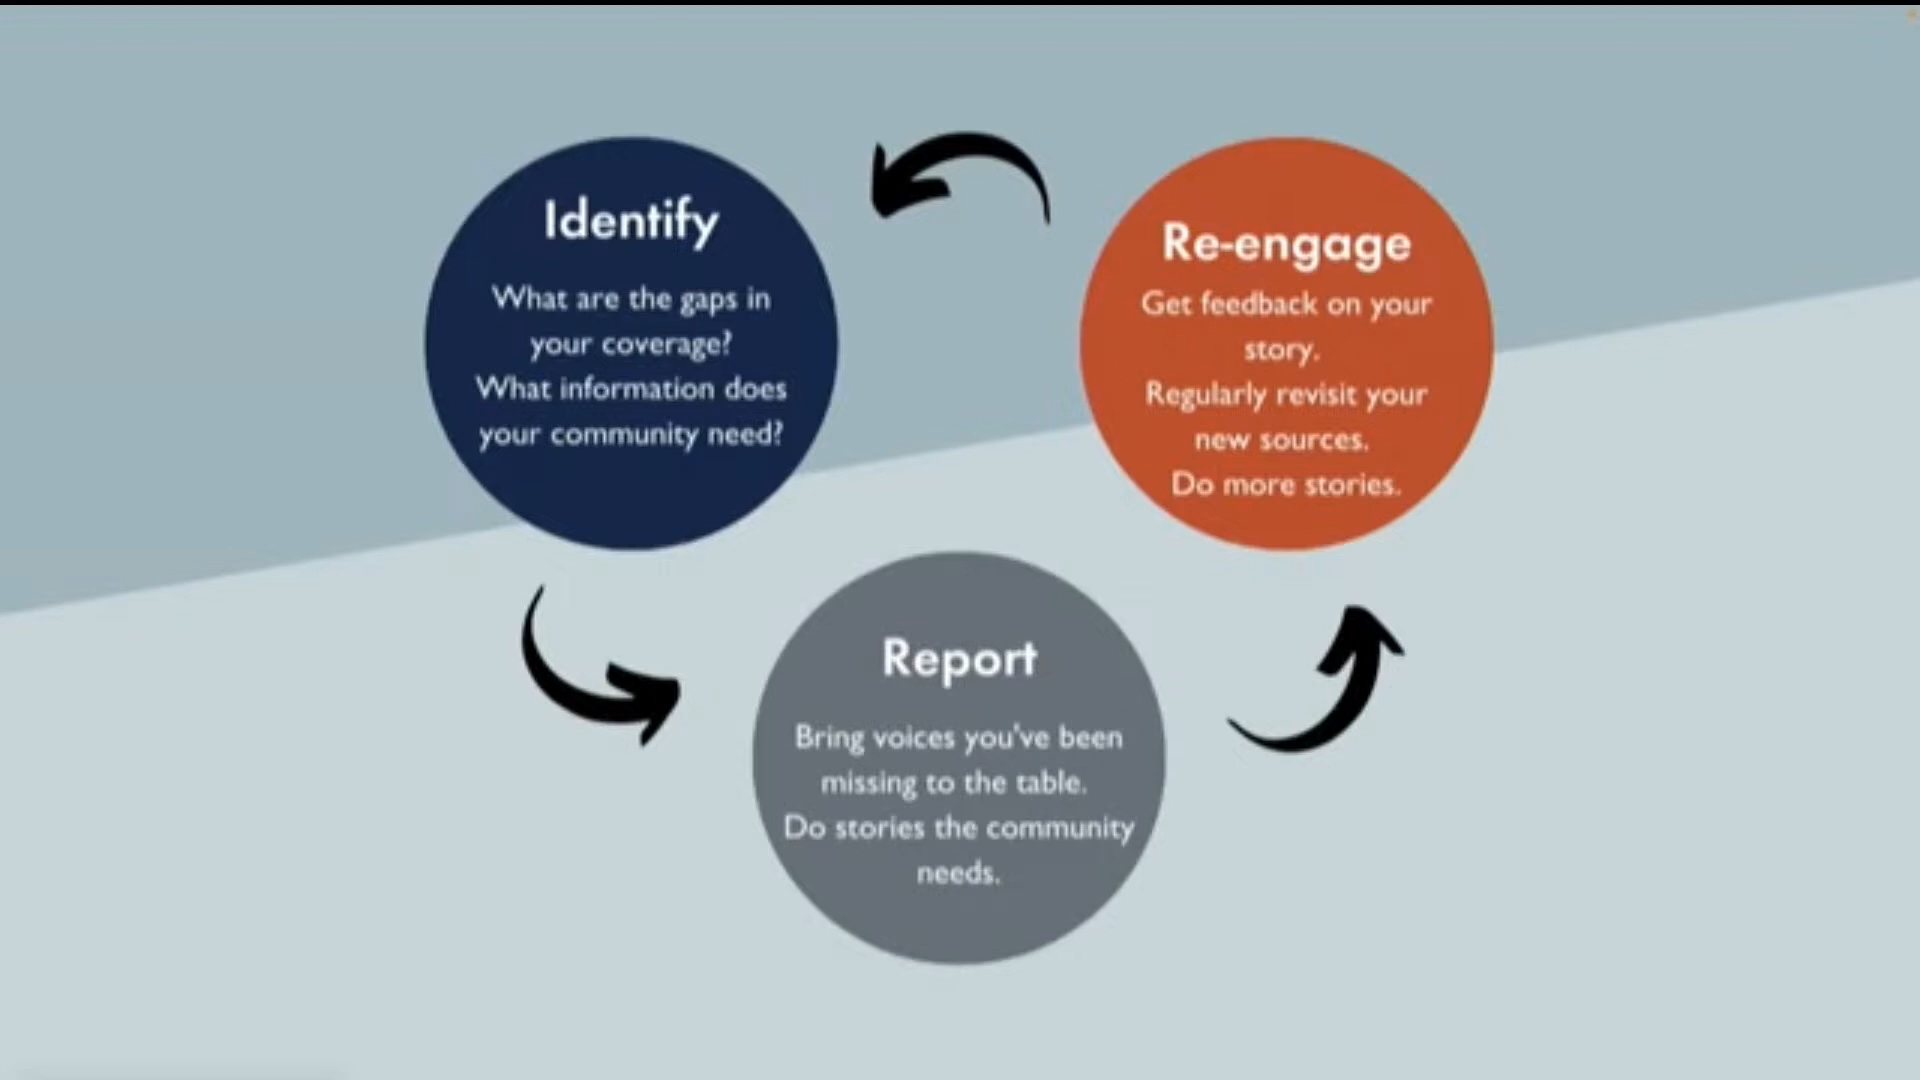 Identify
What are the gaps in
your coverage?
What information does
your community need?
Re-engage
Get feedback on your
story.
Regularly revisit your
new sources.
Do more stories.
Report
Bring voices you've been
missing to the table.
Do stories the community
needs.